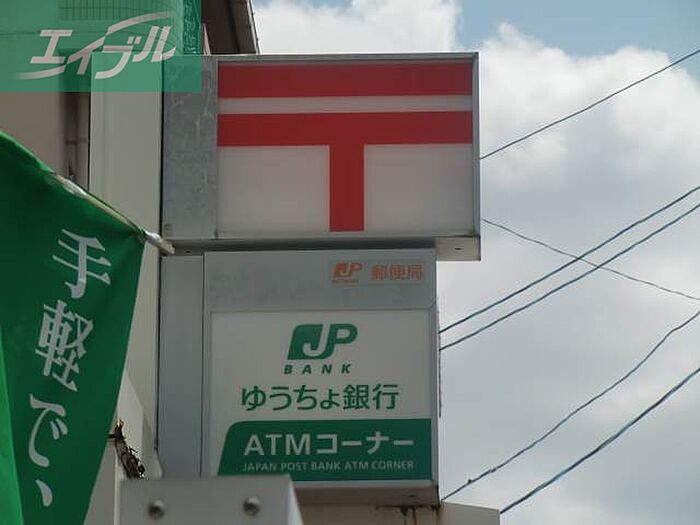 エイブル
〒
JP 郵便局
JP
BANK
ゆうちょ銀行
ATMコーナー
JAPAN POST BANK ATM CORNER
手軽で、